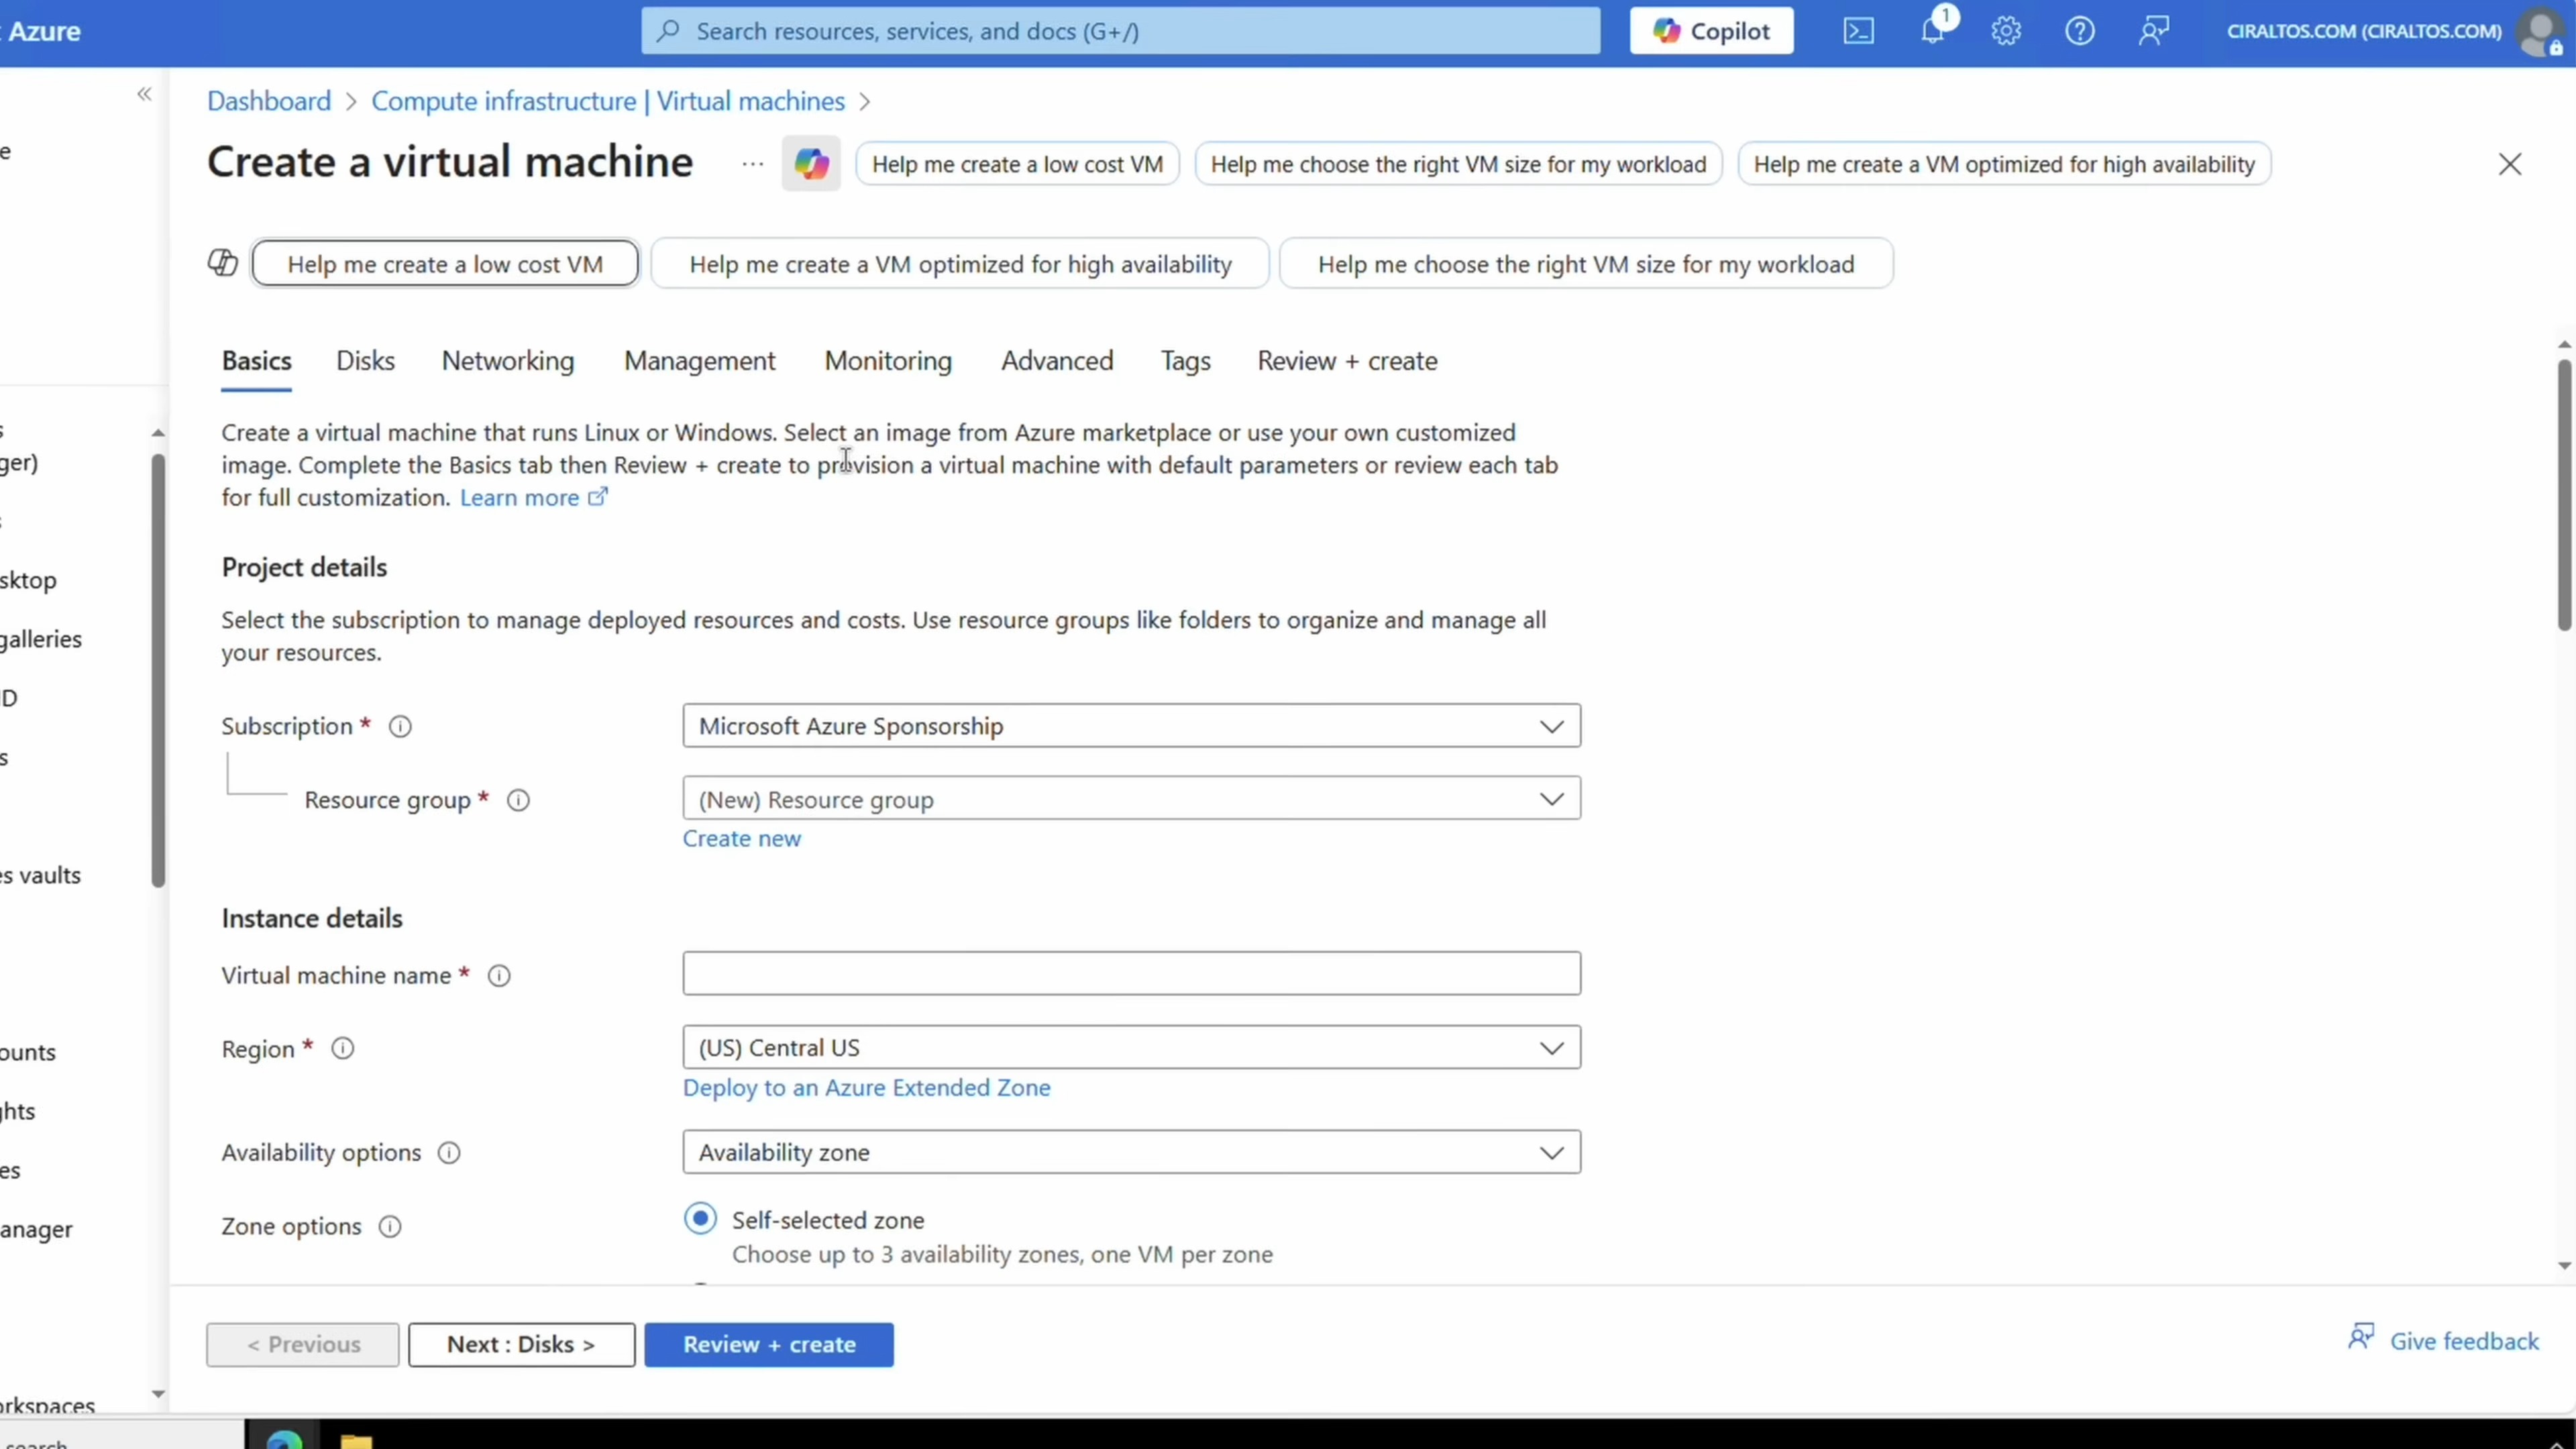 Azure
Search resources, services, and docs (G+/)
Copilot
1
CIRALTOS.COM (CIRALTOS.COM)
Dashboard > Compute infrastructure | Virtual machines >
Create a virtual machine
...
Help me create a low cost VM
Help me choose the right VM size for my workload
Help me create a VM optimized for high availability
Help me create a low cost VM
Help me create a VM optimized for high availability
Help me choose the right VM size for my workload
Basics
Disks
Networking
Management
Monitoring
Advanced
Tags
Review + create
Create a virtual machine that runs Linux or Windows. Select an image from Azure marketplace or use your own customized
image. Complete the Basics tab then Review + create to provision a virtual machine with default parameters or review each tab
for full customization. Learn more
Project details
Select the subscription to manage deployed resources and costs. Use resource groups like folders to organize and manage all
your resources.
Subscription *
Microsoft Azure Sponsorship
Resource group *
(New) Resource group
Create new
Instance details
Virtual machine name *
Region *
(US) Central US
Deploy to an Azure Extended Zone
Availability options
Availability zone
Zone options
Self-selected zone
Choose up to 3 availability zones, one VM per zone
< Previous
Next : Disks >
Review + create
Give feedback
e
s
ger)
s
sktop
galleries
ID
s
es vaults
ounts
ghts
es
anager
orkspaces
search